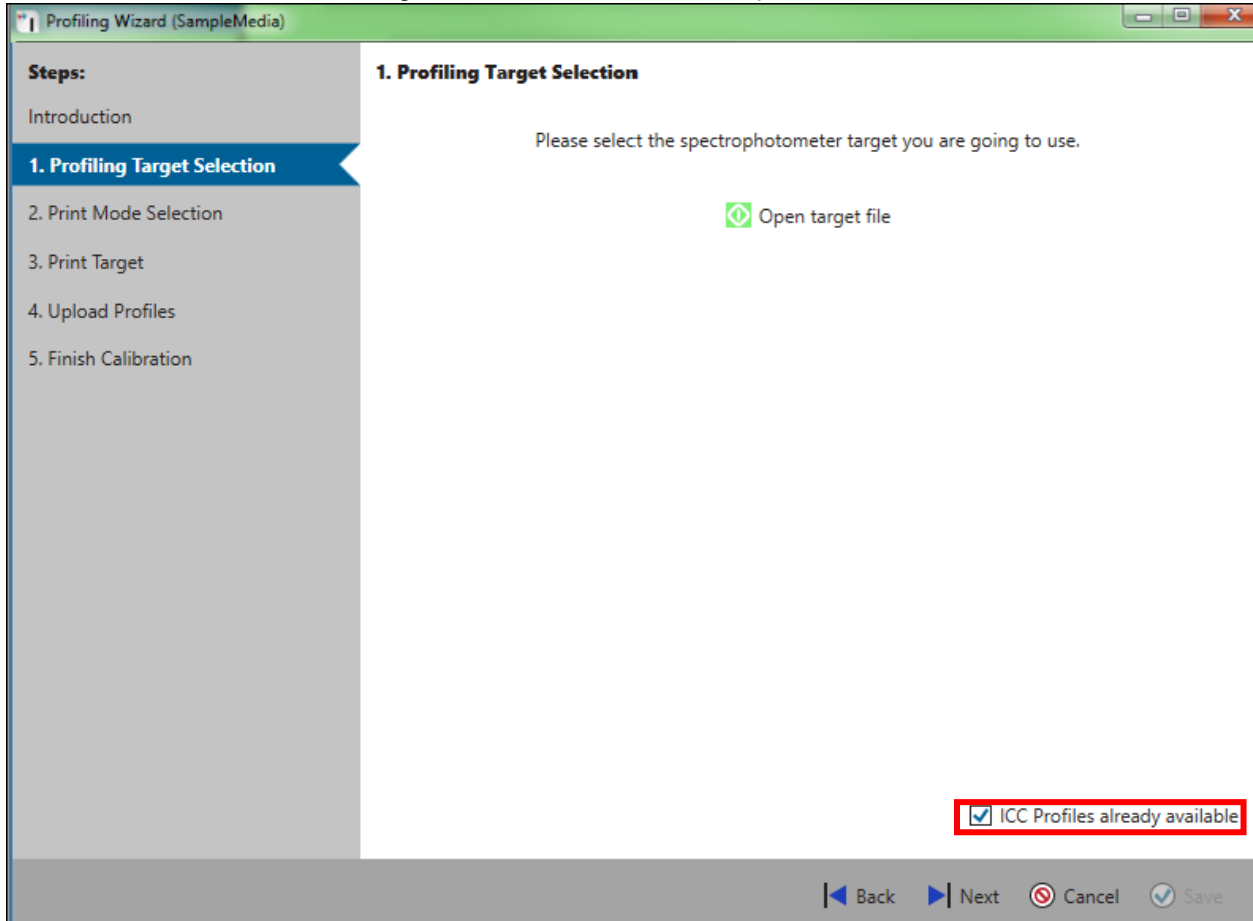 Profiling Wizard (SampleMedia)
Steps:
Introduction
1. Profiling Target Selection
2. Print Mode Selection
3. Print Target
4. Upload Profiles
5. Finish Calibration
1. Profiling Target Selection
Please select the spectrophotometer target you are going to use.
Open target file
ICC Profiles already available
Back Next Cancel Save